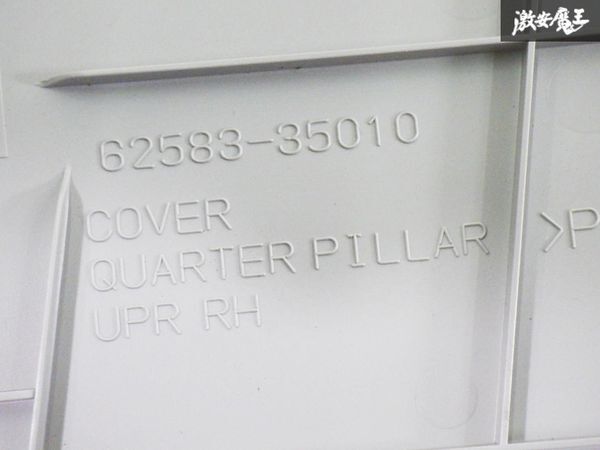 激安魔王
62583-35010
COVER
QUARTER PILLAR >P
UPR RH